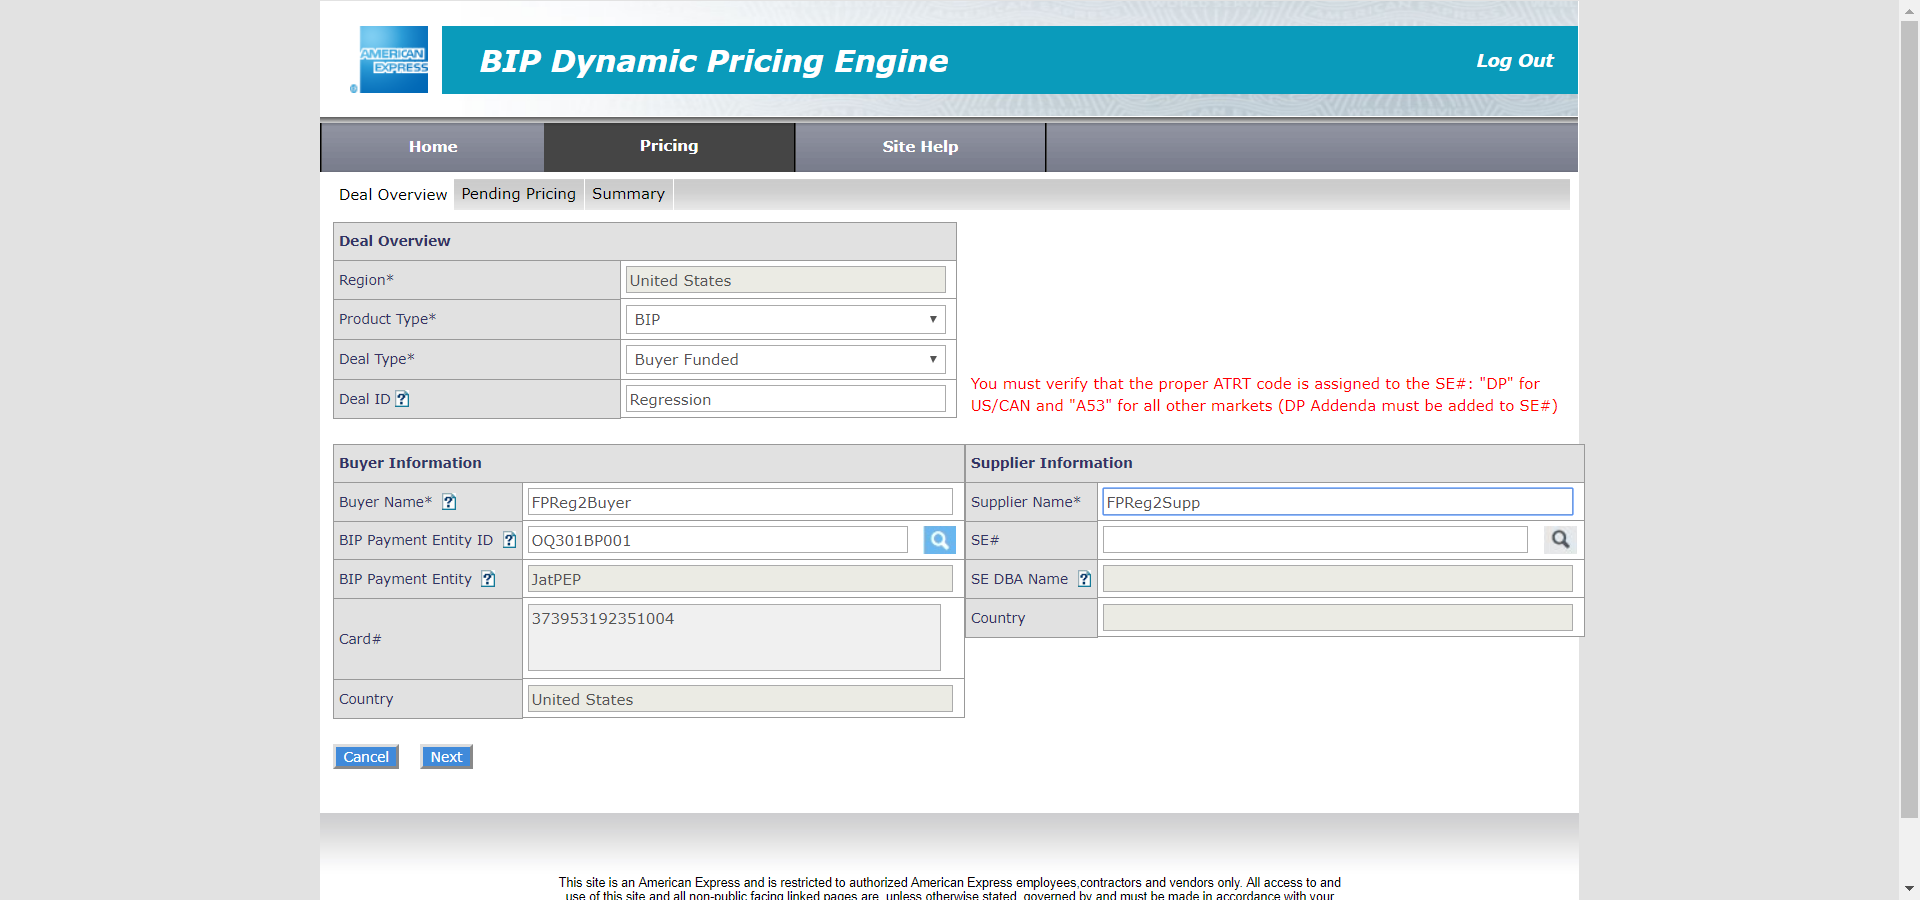 AMERICAN
EXPRESS
®
BIP Dynamic Pricing Engine
Log Out
Home
Pricing
Site Help
Deal Overview
Pending Pricing
Summary
Deal Overview
Region*
United States
Product Type*
BIP
Deal Type*
Buyer Funded
Deal ID ?
Regression
You must verify that the proper ATRT code is assigned to the SE#: "DP" for
US/CAN and "A53" for all other markets (DP Addenda must be added to SE#)
Buyer Information
Buyer Name* ?
FPReg2Buyer
BIP Payment Entity ID ?
OQ301BP001
BIP Payment Entity ?
JatPEP
Card#
373953192351004
Country
United States
Supplier Information
Supplier Name*
FPReg2Supp
SE#
SE DBA Name ?
Country
Cancel
Next
This site is an American Express and is restricted to authorized American Express employees,contractors and vendors only. All access to and
use of this site and all non-public facing linked pages are, unless otherwise stated, governed by and must be made in accordance with your